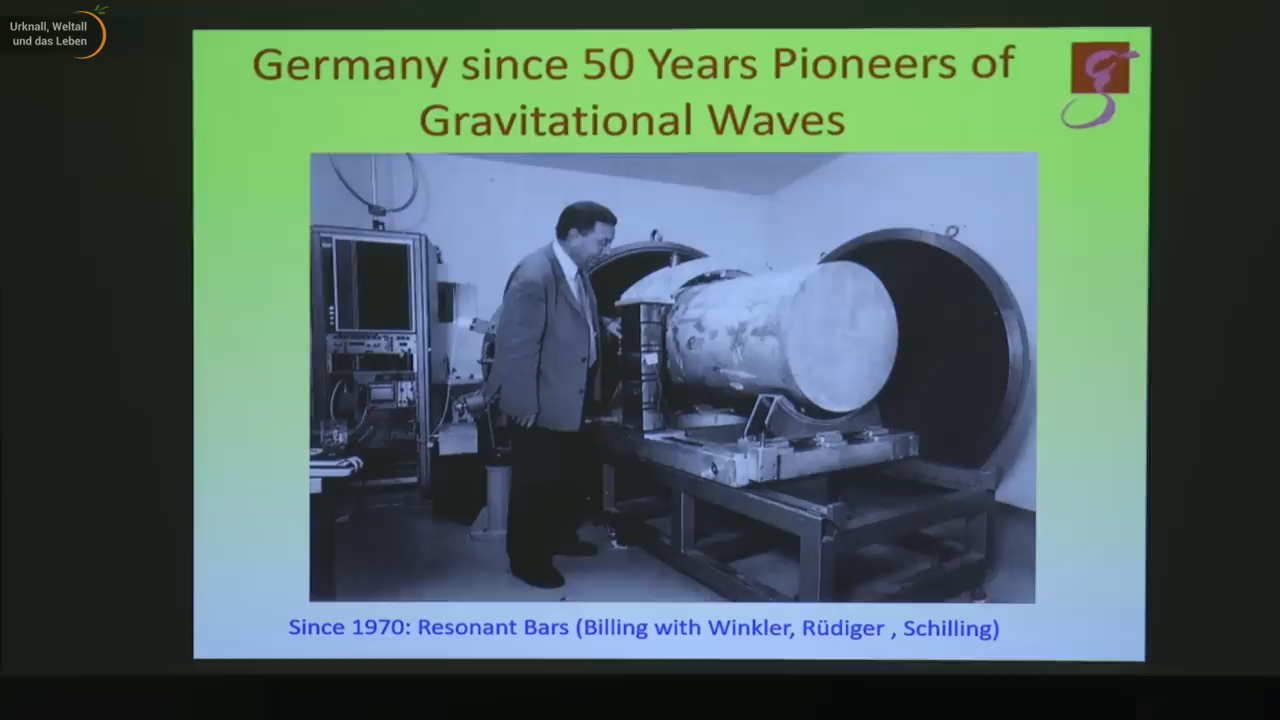 Urknall, Weltall
und das Leben
Germany since 50 Years Pioneers of
Gravitational Waves
Since 1970: Resonant Bars (Billing with Winkler, Rüdiger , Schilling)